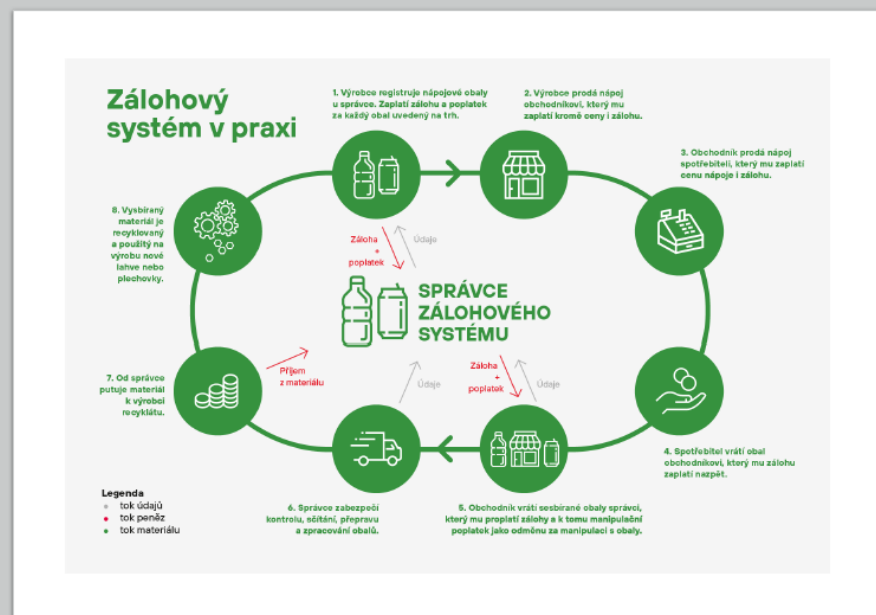 Zálohový
systém v praxi
1. Výrobce registruje nápojové obaly
u správce. Zaplatí zálohu a poplatek
za každý obal uvedený na trh.
2. Výrobce prodá nápoj
obchodníkovi, který mu
zaplatí kromě ceny i zálohu.
3. Obchodník prodá nápoj
spotřebiteli, který mu zaplatí
cenu nápoje i zálohu.
8. Vysbíraný
materiál je
recyklovaný
a použitý na
výrobu nové
lahve nebo
plechovky.
Záloha
+
poplatek
Údaje
SPRÁVCE
ZÁLOHOVÉHO
SYSTÉMU
7. Od správce
putuje materiál
k výrobci
recyklátu.
Příjem
z materiálu
Údaje
Záloha
+
poplatek
Údaje
4. Spotřebitel vrátí obal
obchodníkovi, který mu zálohu
zaplatí nazpět.
Legenda
tok údajů
tok peněz
tok materiálu
6. Správce zabezpečí
kontrolu, sčítání, přepravu
a zpracování obalů.
5. Obchodník vrátí sesbírané obaly správci,
který mu proplatí zálohy a k tomu manipulační
poplatek jako odměnu za manipulaci s obaly.